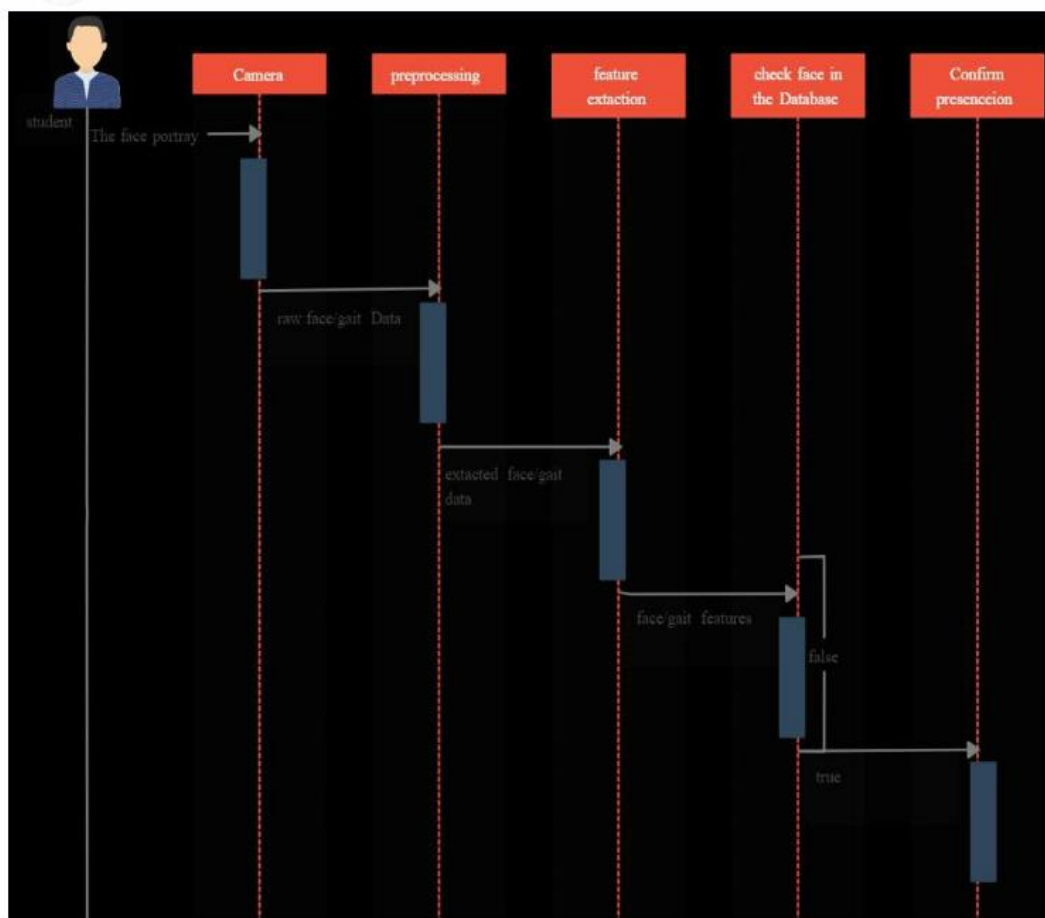 Camera
preprocessing
feature
extaction
check face in
the Database
Confirm
presenceion
student
The face portray
raw face/gait Data
extacted face/gait
data
face/gait features
false
true